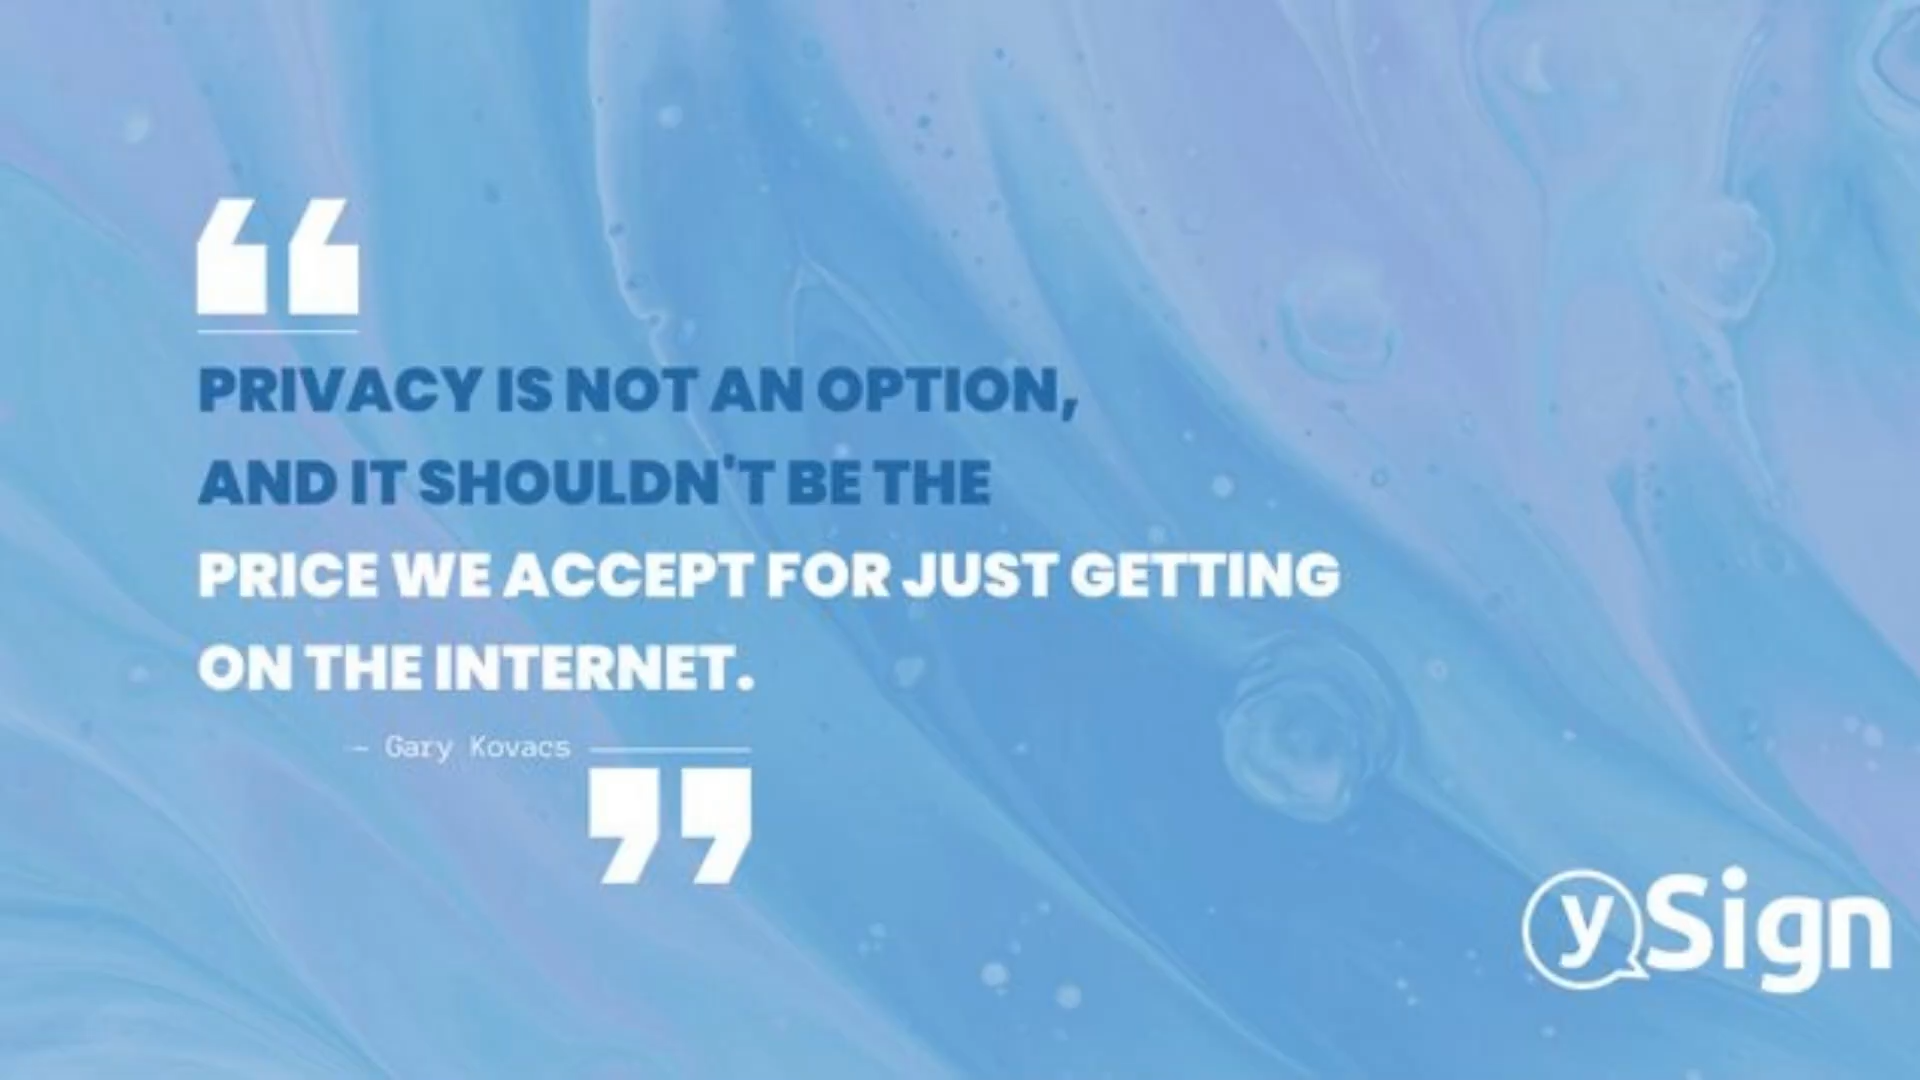 “
PRIVACY IS NOT AN OPTION,
AND IT SHOULDN'T BE THE
PRICE WE ACCEPT FOR JUST GETTING
ON THE INTERNET.
— Gary Kovacs
”
ySign